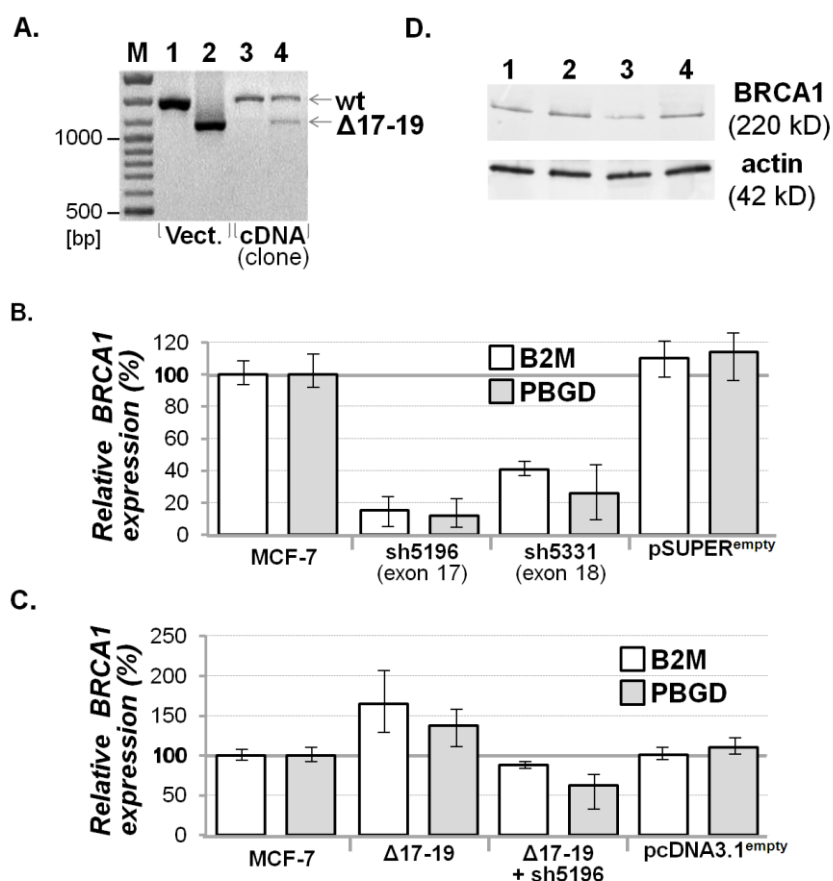 A.
M 1 2 3 4
wt
Δ17-19
1000
500
[bp]
Vect. cDNA
(clone)
D.
1 2 3 4
BRCA1
(220 kD)
actin
(42 kD)
B.
Relative BRCA1
expression (%)
120
100
80
60
40
20
0
B2M
PBGD
MCF-7 sh5196 sh5331 pSUPERempty
(exon 17) (exon 18)
C.
Relative BRCA1
expression (%)
250
200
150
100
50
0
B2M
PBGD
MCF-7 Δ17-19 Δ17-19 pcDNA3.1empty
+ sh5196